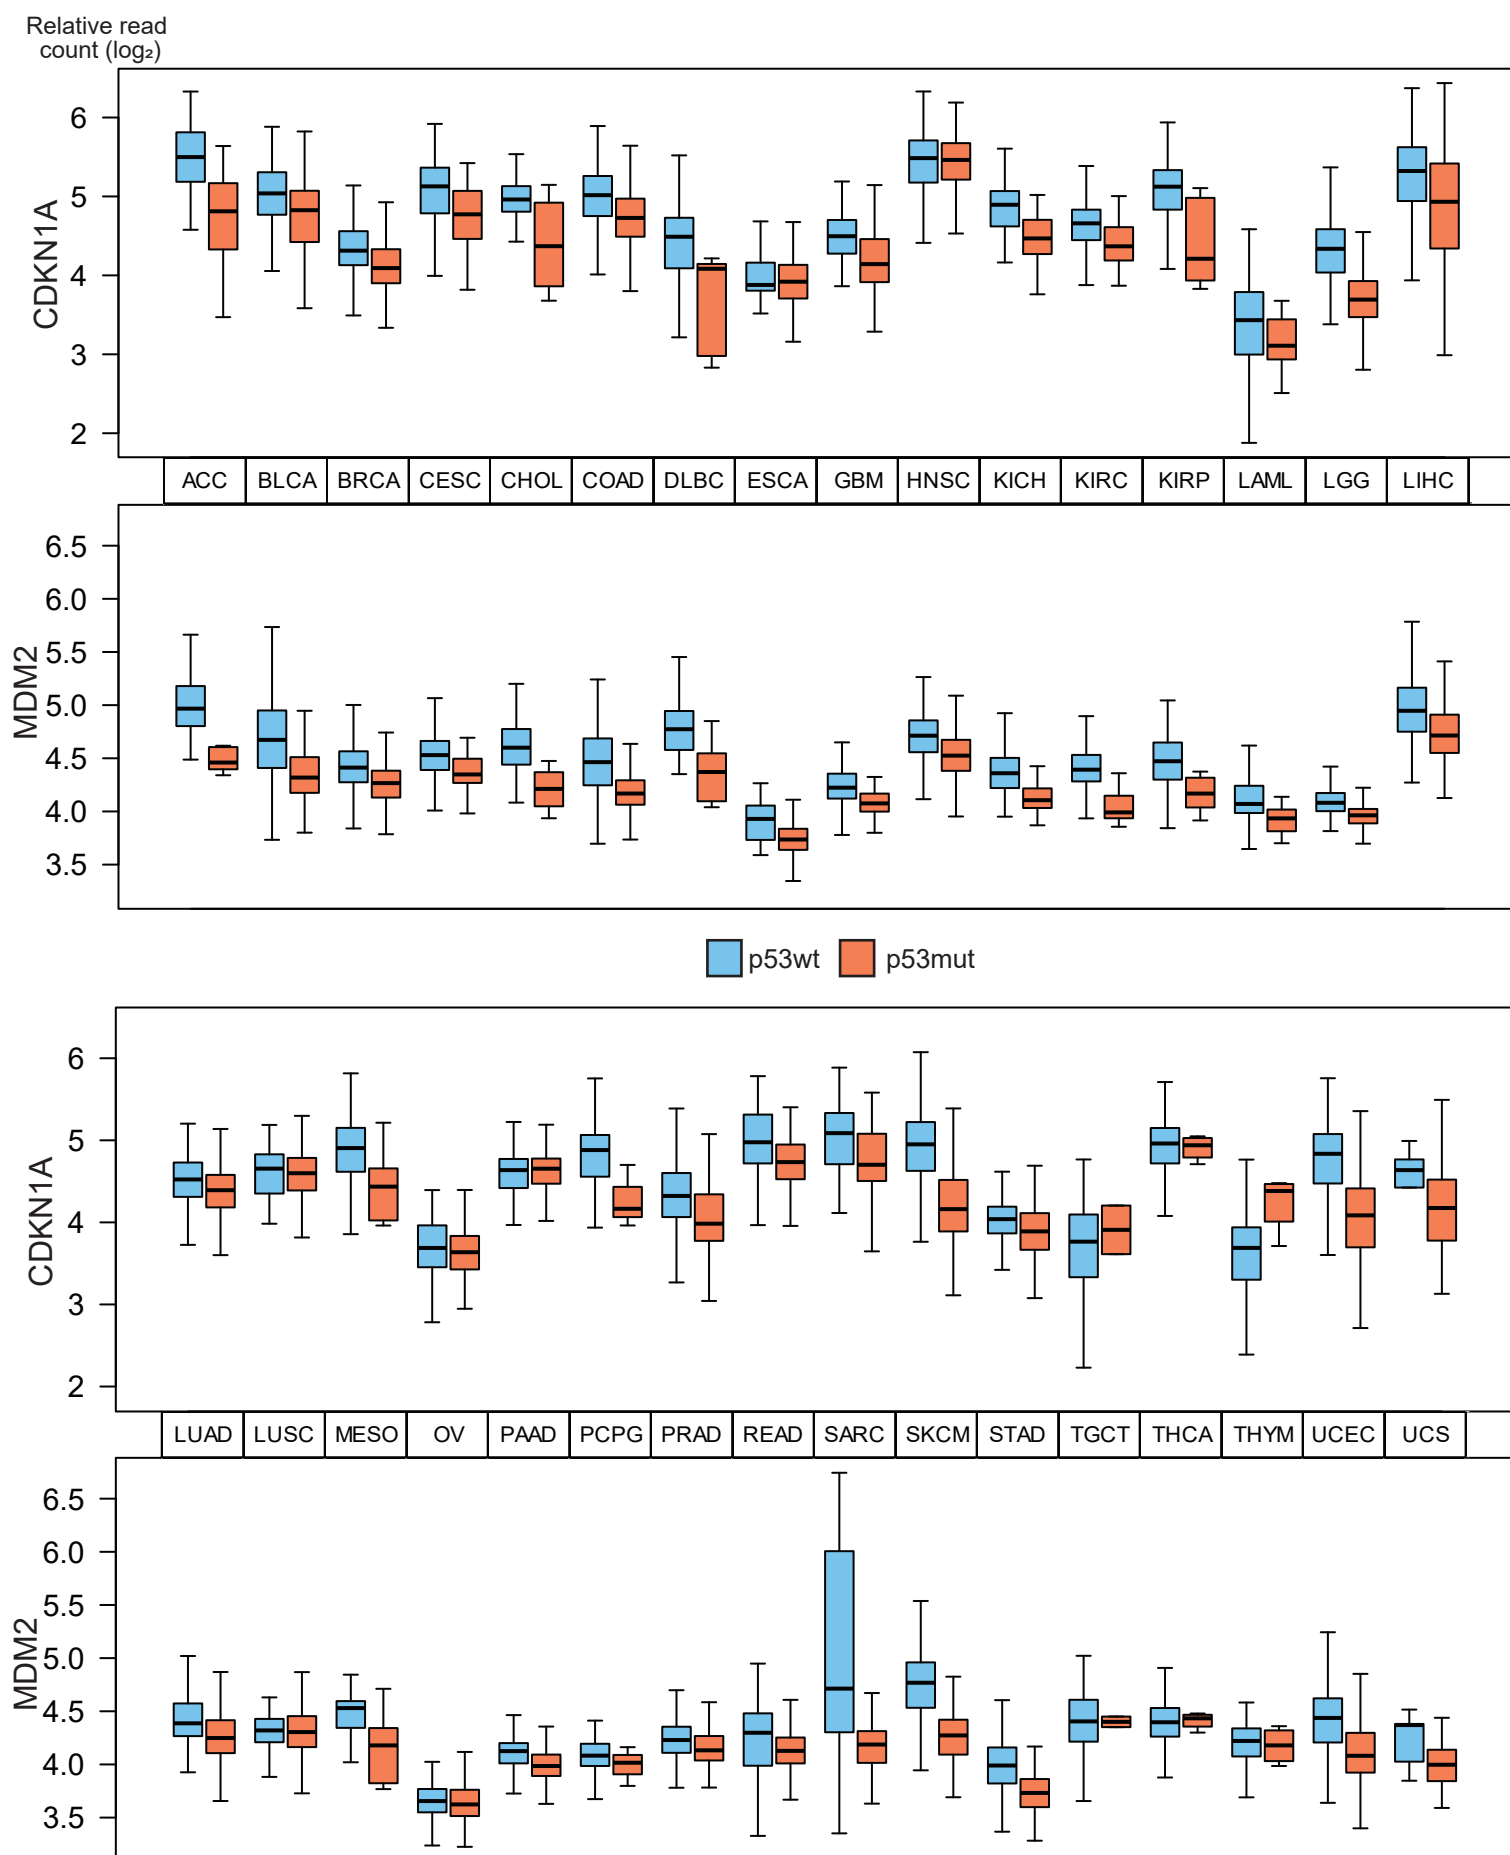 Relative read
count (log₂)
CDKN1A
6
5
4
3
2
ACC BLCA BRCA CESC CHOL COAD DLBC ESCA GBM HNSC KICH KIRC KIRP LAML LGG LIHC
MDM2
6.5
6.0
5.5
5.0
4.5
4.0
3.5
p53wt p53mut
CDKN1A
6
5
4
3
2
LUAD LUSC MESO OV PAAD PCPG PRAD READ SARC SKCM STAD TGCT THCA THYM UCEC UCS
MDM2
6.5
6.0
5.5
5.0
4.5
4.0
3.5